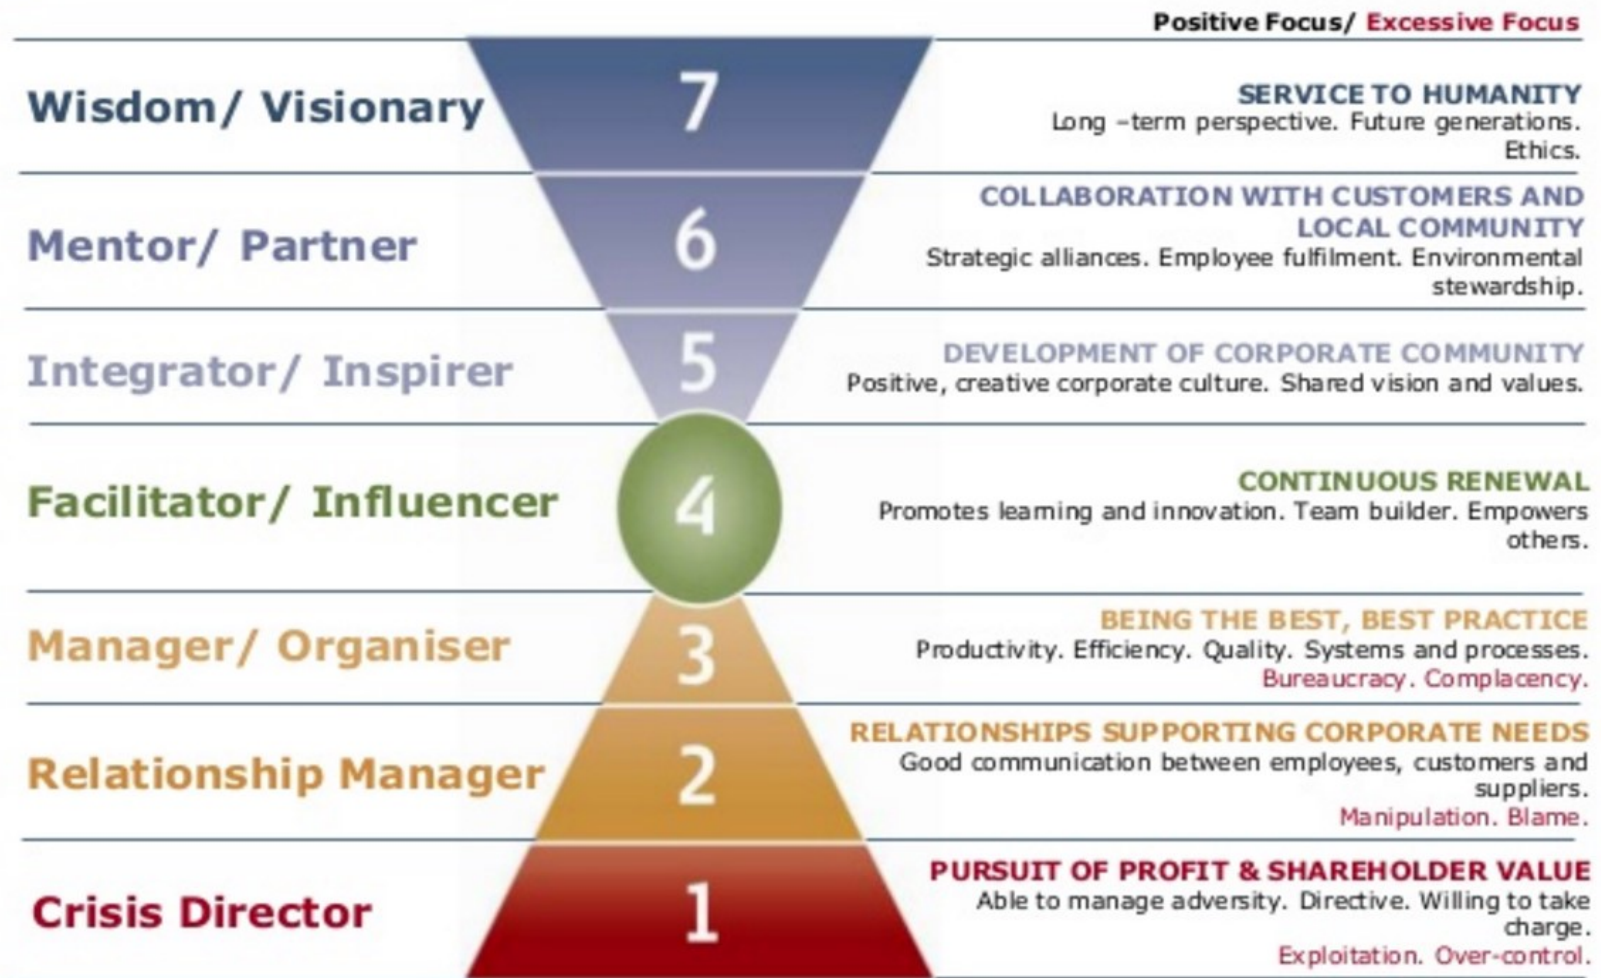 Positive Focus/ Excessive Focus
Wisdom/ Visionary
7
SERVICE TO HUMANITY
Long –term perspective. Future generations.
Ethics.
Mentor/ Partner
6
COLLABORATION WITH CUSTOMERS AND
LOCAL COMMUNITY
Strategic alliances. Employee fulfilment. Environmental
stewardship.
Integrator/ Inspirer
5
DEVELOPMENT OF CORPORATE COMMUNITY
Positive, creative corporate culture. Shared vision and values.
Facilitator/ Influencer
4
CONTINUOUS RENEWAL
Promotes learning and innovation. Team builder. Empowers
others.
Manager/ Organiser
3
BEING THE BEST, BEST PRACTICE
Productivity. Efficiency. Quality. Systems and processes.
Bureaucracy. Complacency.
Relationship Manager
2
RELATIONSHIPS SUPPORTING CORPORATE NEEDS
Good communication between employees, customers and
suppliers.
Manipulation. Blame.
Crisis Director
1
PURSUIT OF PROFIT & SHAREHOLDER VALUE
Able to manage adversity. Directive. Willing to take
charge.
Exploitation. Over-control.